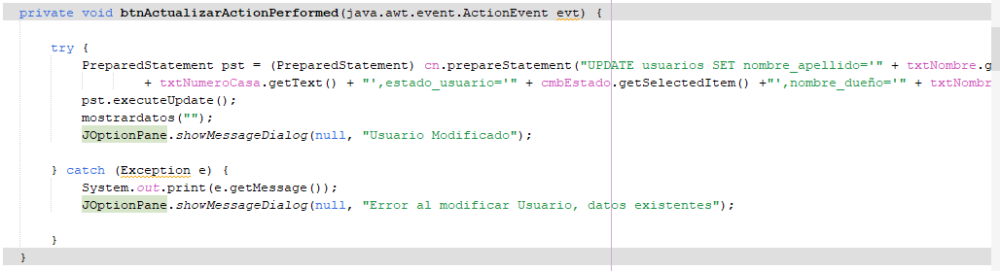 private void btnActualizarActionPerformed(java.awt.event.ActionEvent evt) {
try {
PreparedStatement pst = (PreparedStatement) cn.prepareStatement("UPDATE usuarios SET nombre_apellido='" + txtNombre.g
+ txtNumeroCasa.getText() + "',estado_usuario='" + cmbEstado.getSelectedItem() +"',nombre_dueño='" + txtNombr
pst.executeUpdate();
mostrardatos("");
JOptionPane.showMessageDialog(null, "Usuario Modificado");
} catch (Exception e) {
System.out.print(e.getMessage());
JOptionPane.showMessageDialog(null, "Error al modificar Usuario, datos existentes");
}
}